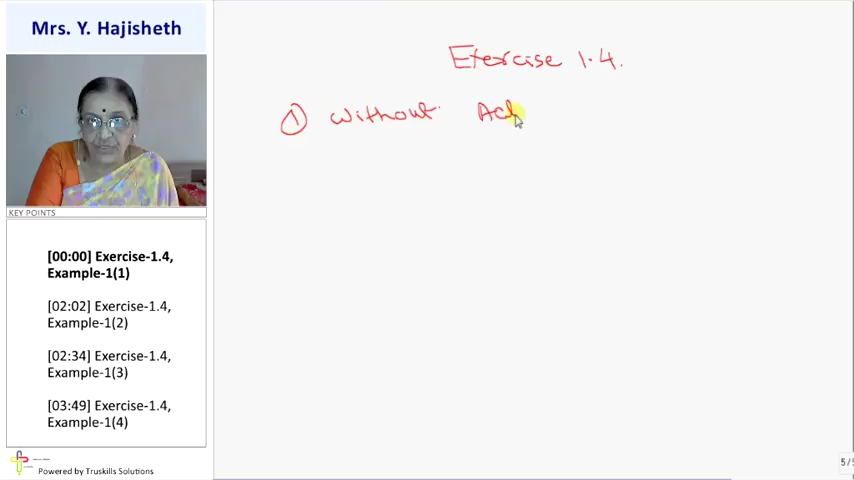 Mrs. Y. Hajisheth
KEY POINTS
[00:00] Exercise-1.4,
Example-1(1)
[02:02] Exercise-1.4,
Example-1(2)
[02:34] Exercise-1.4,
Example-1(3)
[03:49] Exercise-1.4,
Example-1(4)
Powered by Truskills Solutions
Exercise 1.4.
① Without
5/5